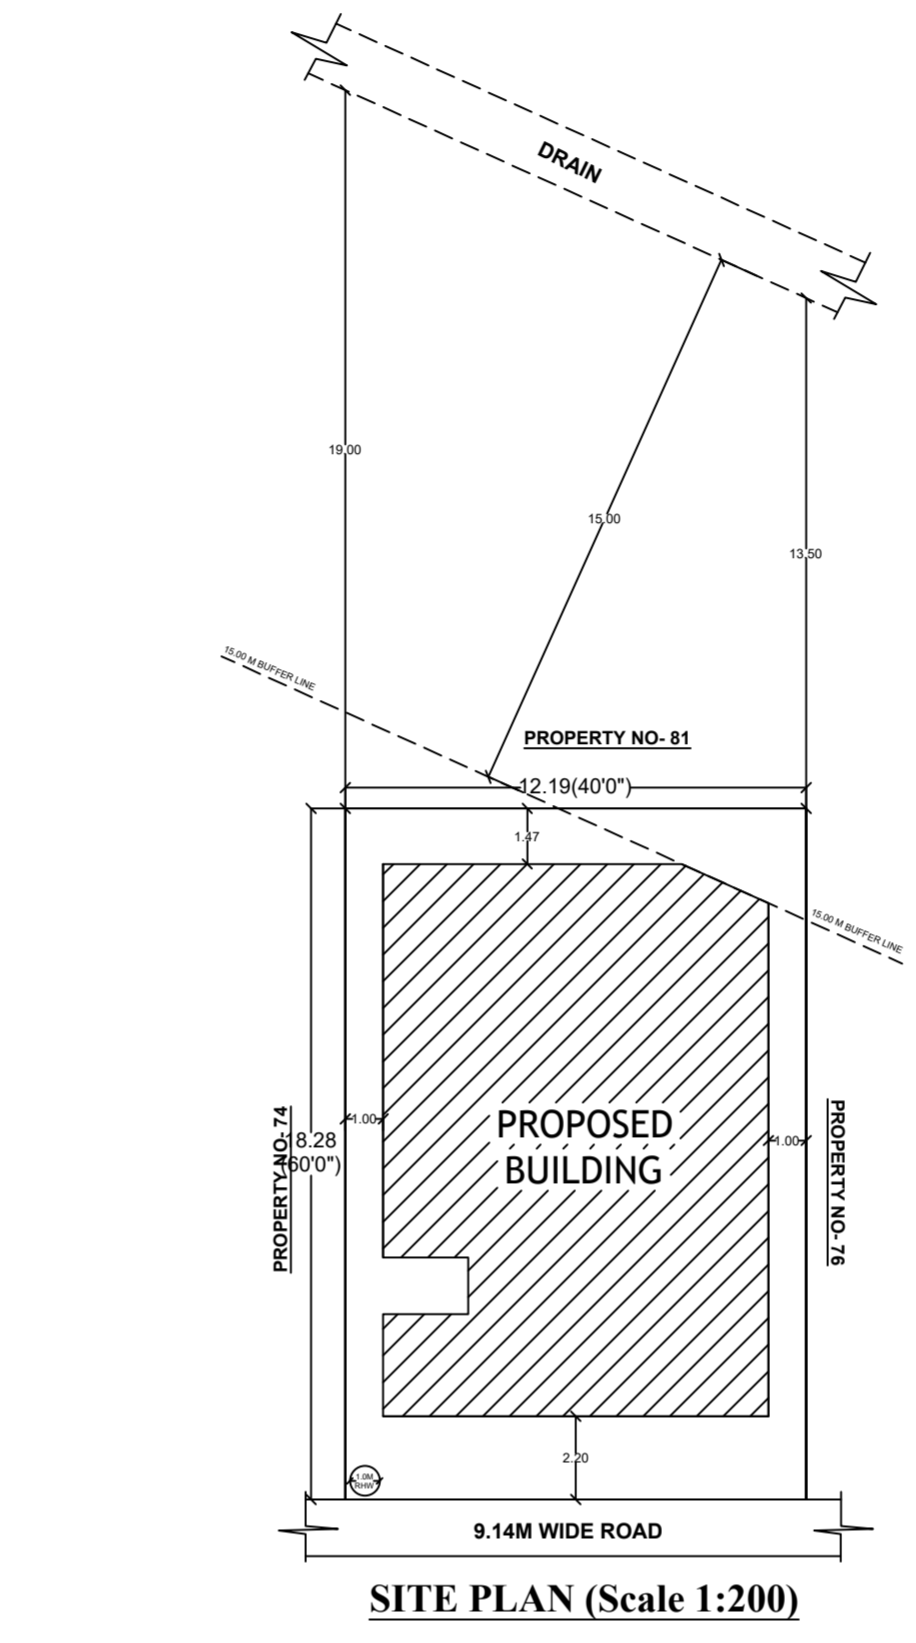 DRAIN
19.00
15.00
13.50
15.00 M BUFFER LINE
PROPERTY NO- 81
12.19(40'0")
1.47
15.00 M BUFFER LINE
PROPOSED
BUILDING
1.00
1.00
PROPERTY NO- 74
18.28
(60'0")
PROPERTY NO- 76
2.20
1.0M
RHW
9.14M WIDE ROAD
SITE PLAN (Scale 1:200)